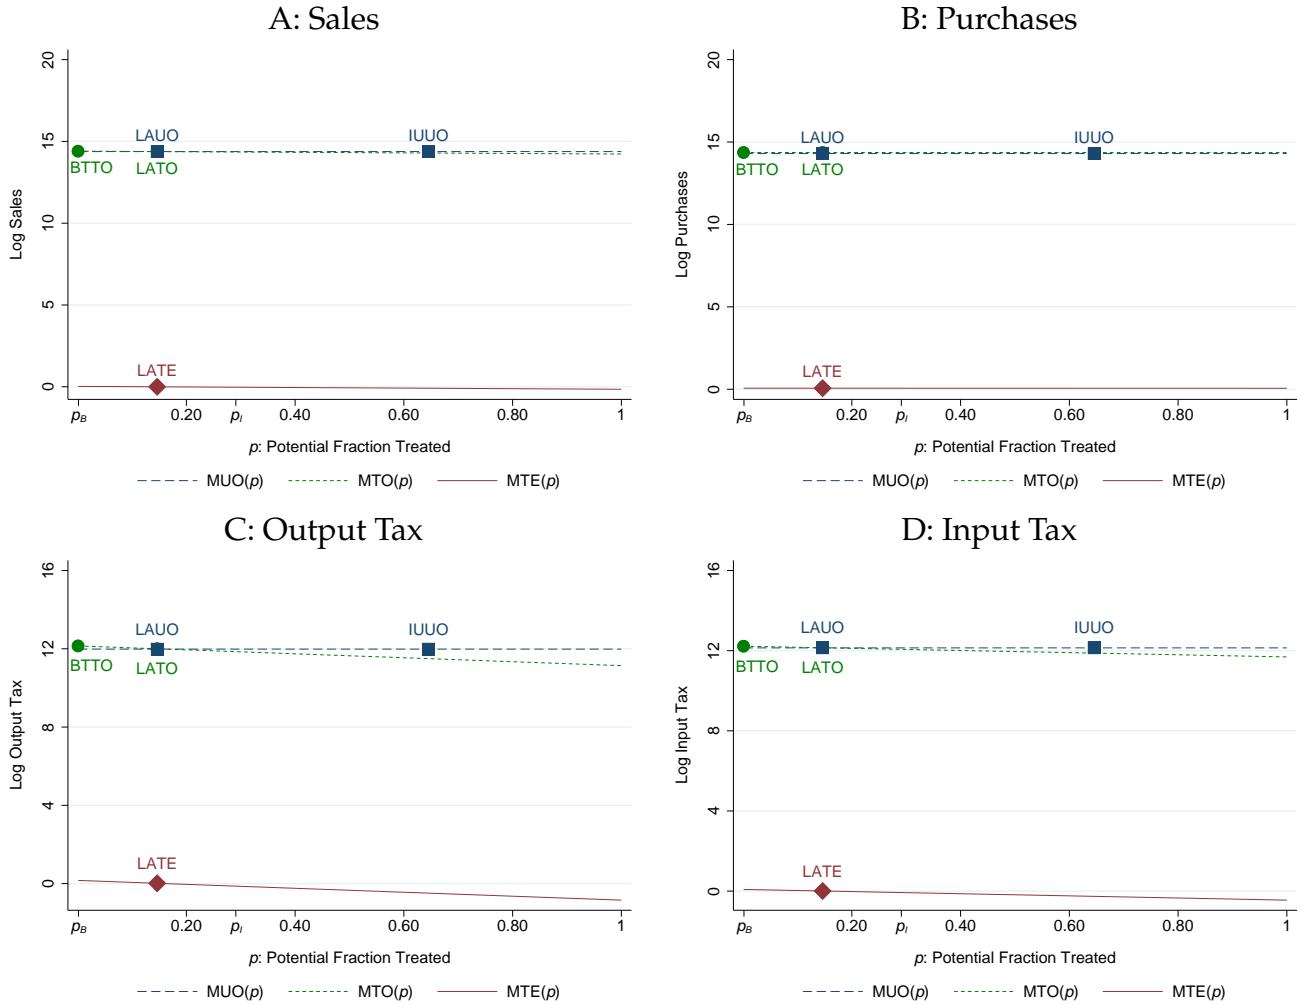 A: Sales
20
15
10
5
0
Log Sales
LAUO
IUUO
BTTO
LATO
LATE
pB
0.20
pI
0.40
0.60
0.80
1
p: Potential Fraction Treated
MUO(p)
MTO(p)
MTE(p)
B: Purchases
20
15
10
5
0
Log Purchases
LAUO
IUUO
BTTO
LATO
LATE
pB
0.20
pI
0.40
0.60
0.80
1
p: Potential Fraction Treated
MUO(p)
MTO(p)
MTE(p)
C: Output Tax
16
12
8
4
0
Log Output Tax
LAUO
IUUO
BTTO
LATO
LATE
pB
0.20
pI
0.40
0.60
0.80
1
p: Potential Fraction Treated
MUO(p)
MTO(p)
MTE(p)
D: Input Tax
16
12
8
4
0
Log Input Tax
LAUO
IUUO
BTTO
LATO
LATE
pB
0.20
pI
0.40
0.60
0.80
1
p: Potential Fraction Treated
MUO(p)
MTO(p)
MTE(p)